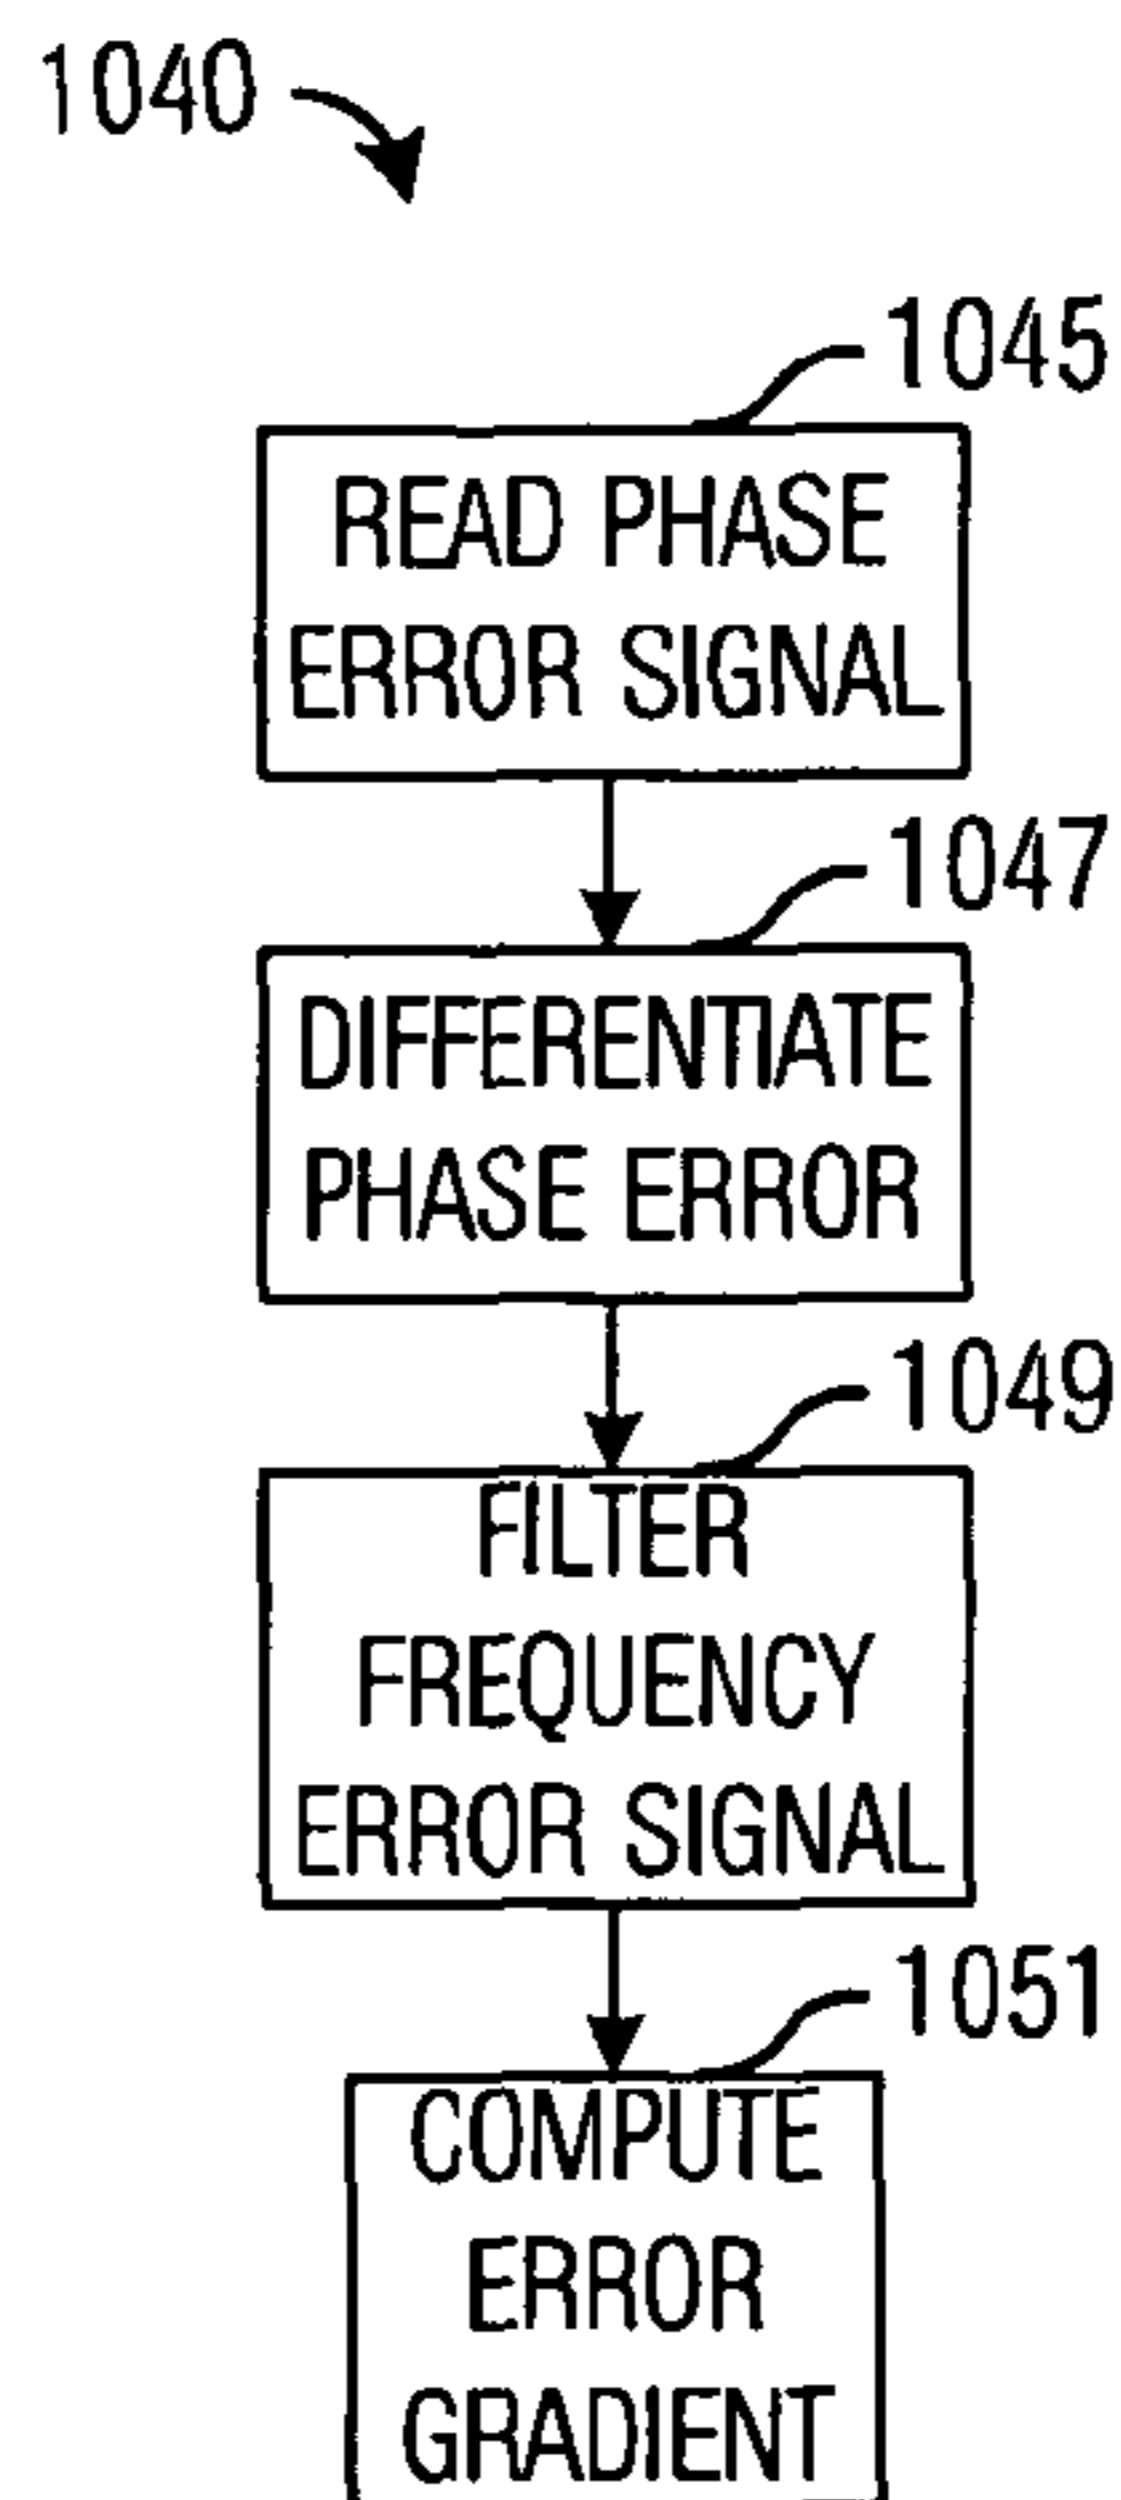 1040
1045
READ PHASE
ERROR SIGNAL
1047
DIFFERENTIATE
PHASE ERROR
1049
FILTER
FREQUENCY
ERROR SIGNAL
1051
COMPUTE
ERROR
GRADIENT